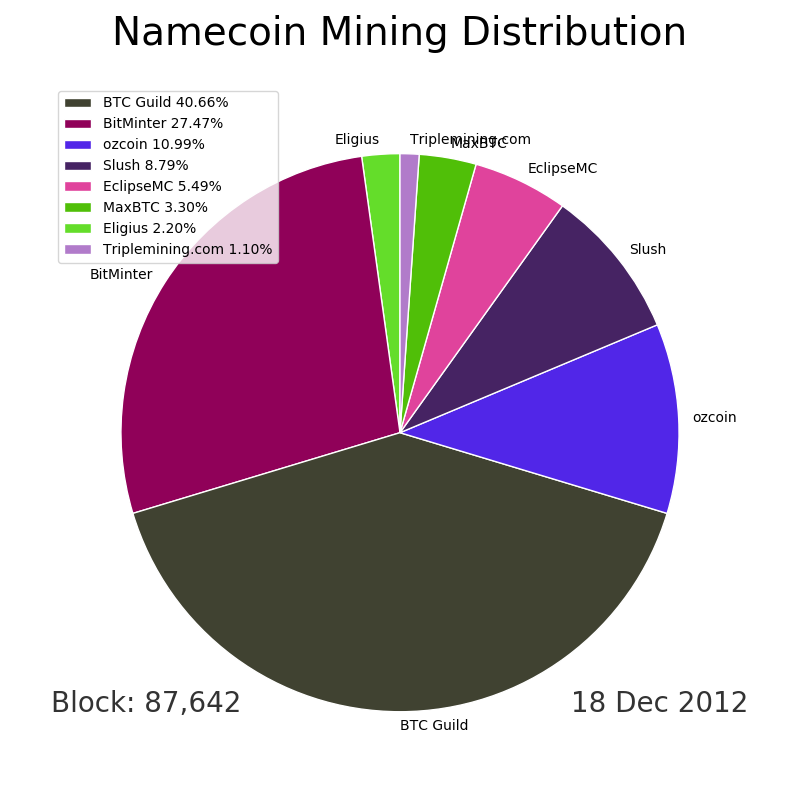 Namecoin Mining Distribution
BTC Guild 40.66%
BitMinter 27.47%
ozcoin 10.99%
Slush 8.79%
EclipseMC 5.49%
MaxBTC 3.30%
Eligius 2.20%
Triplemining.com 1.10%
Eligius
Triplemining.com
MaxBTC
EclipseMC
Slush
BitMinter
ozcoin
Block: 87,642
18 Dec 2012
BTC Guild